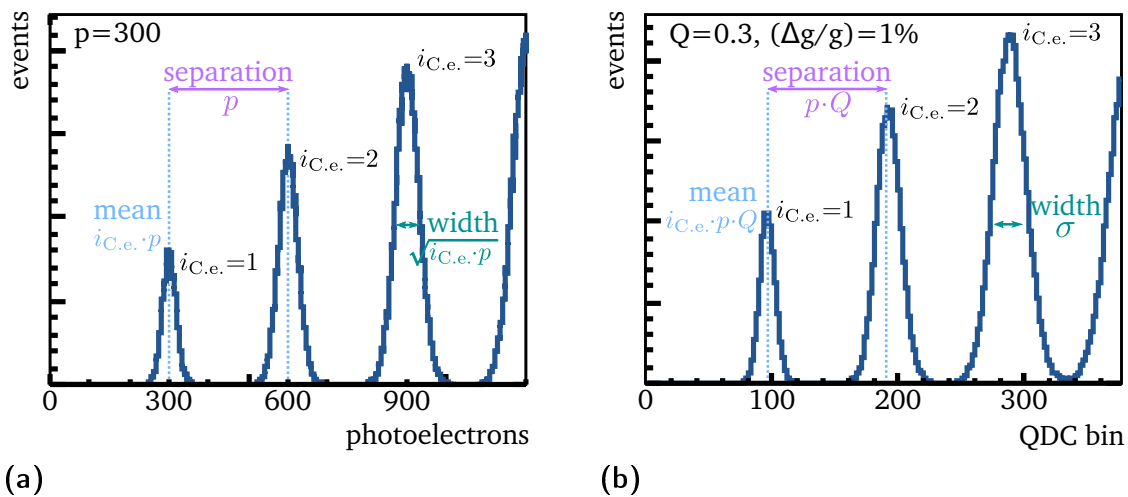 events
p=300
separation
p
i_C.e.=3
i_C.e.=2
mean
i_C.e.·p
i_C.e.=1
width
√i_C.e.·p
0
300
600
900
photoelectrons
(a)
events
Q=0.3, (Δg/g)=1%
separation
p·Q
i_C.e.=3
i_C.e.=2
mean
i_C.e.·p·Q
i_C.e.=1
width
σ
0
100
200
300
QDC bin
(b)